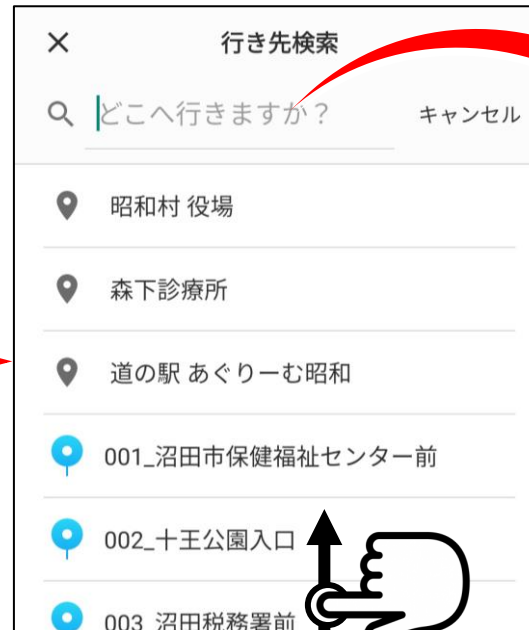 行き先検索
どこへ行きますか？ キャンセル
昭和村 役場
森下診療所
道の駅 あぐりーむ昭和
001_沼田市保健福祉センター前
002_十王公園入口
003_沼田税務署前